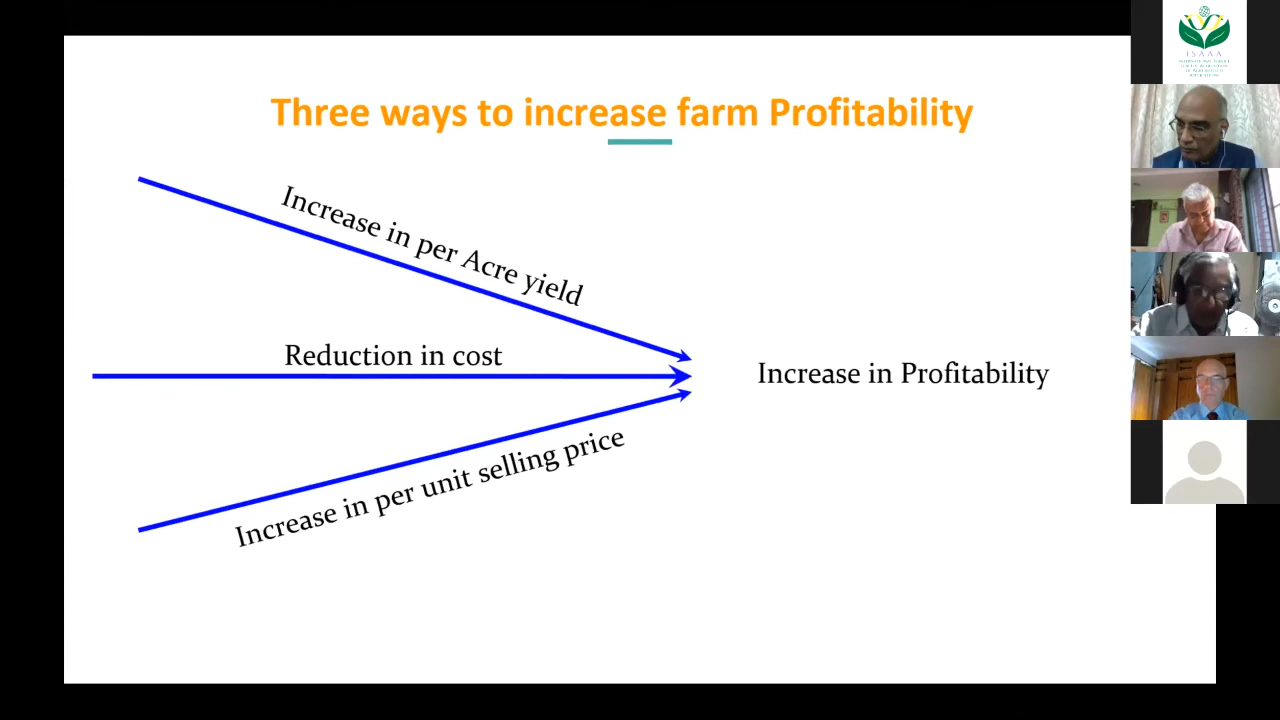 Three ways to increase farm Profitability
Increase in per Acre yield
Reduction in cost
Increase in Profitability
Increase in per unit selling price
ISAAA